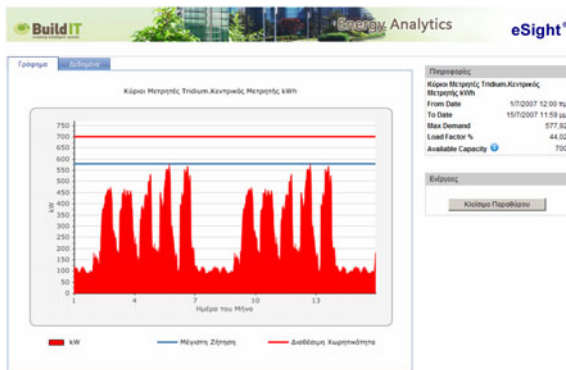 BuildIT
Energy Analytics
eSight
Γράφημα
Δεδομένα
Κύριοι Μετρητές Tridium.Κεντρικός Μετρητής kWh
750
700
650
600
550
500
450
400
350
300
250
200
150
100
50
0
kW
1
4
7
10
13
Ημέρα του Μήνα
kW
Μέγιστη Ζήτηση
Διαθέσιμη Χωρητικότητα
Πληροφορίες
Κύριοι Μετρητές Tridium.Κεντρικός
Μετρητής kWh
From Date 1/7/2007 12:00 πμ
To Date 15/7/2007 11:59 μμ
Max Demand 577,92
Load Factor % 44,02
Available Capacity 700
Ενέργειες
Κλείσιμο Παραθύρου